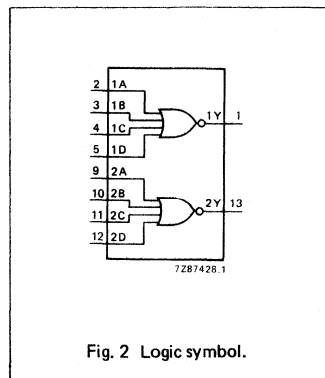 2 1A
3 1B 1Y 1
4 1C
5 1D
9 2A
10 2B 2Y 13
11 2C
12 2D
7Z87428.1
Fig. 2 Logic symbol.